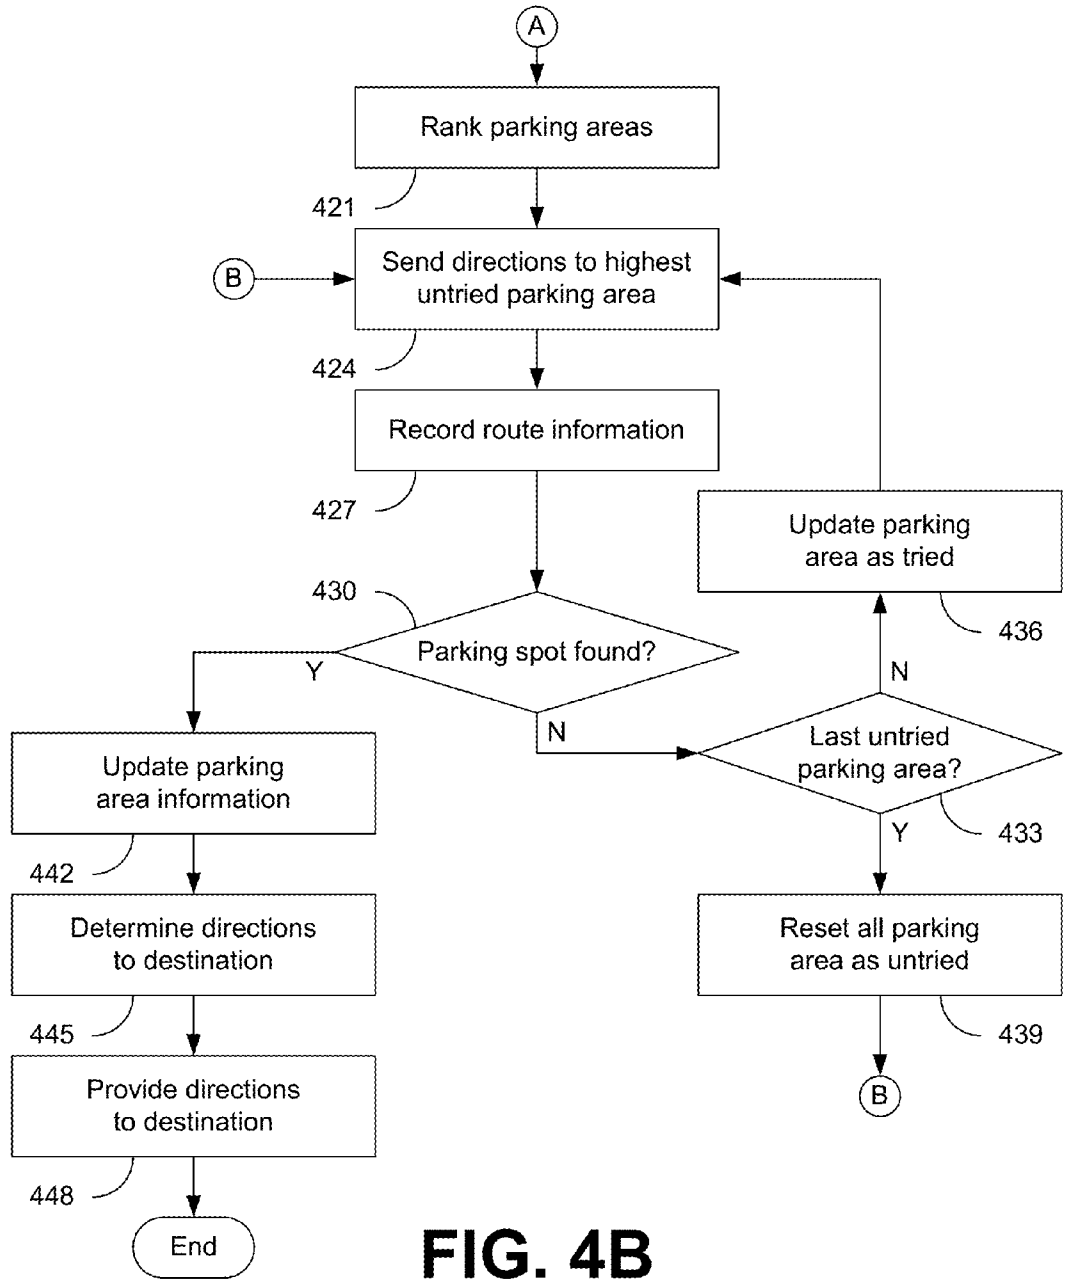 A
Rank parking areas
421
B
Send directions to highest
untried parking area
424
Record route information
427
Update parking
area as tried
436
430
Parking spot found?
Y
N
N
Last untried
parking area?
433
Y
Update parking
area information
442
Determine directions
to destination
445
Reset all parking
area as untried
439
Provide directions
to destination
448
B
End
FIG. 4B